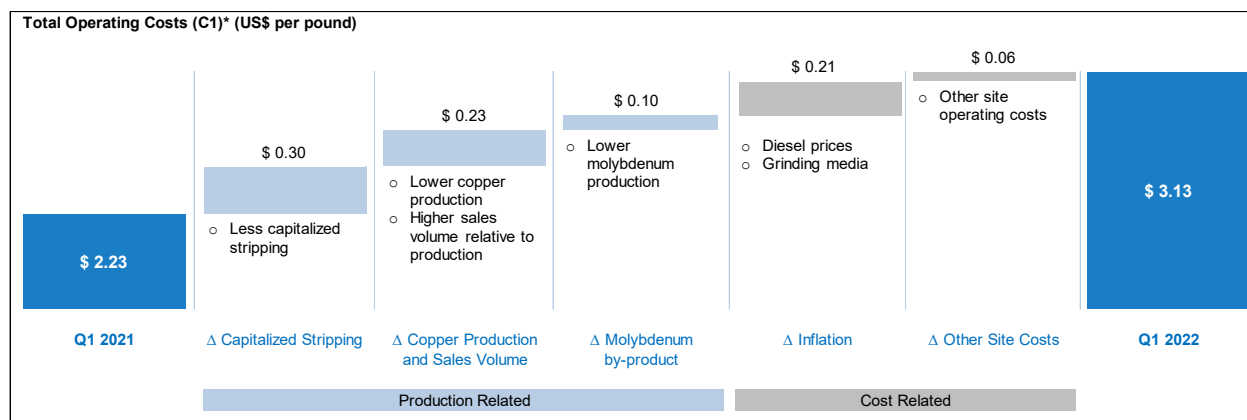 Total Operating Costs (C1)* (US$ per pound)
$ 2.23
$ 0.30
o Less capitalized
stripping
$ 0.23
o Lower copper
production
o Higher sales
volume relative to
production
$ 0.10
o Lower
molybdenum
production
$ 0.21
o Diesel prices
o Grinding media
$ 0.06
o Other site
operating costs
$ 3.13
Q1 2021
Δ Capitalized Stripping
Δ Copper Production
and Sales Volume
Δ Molybdenum
by-product
Δ Inflation
Δ Other Site Costs
Q1 2022
Production Related
Cost Related